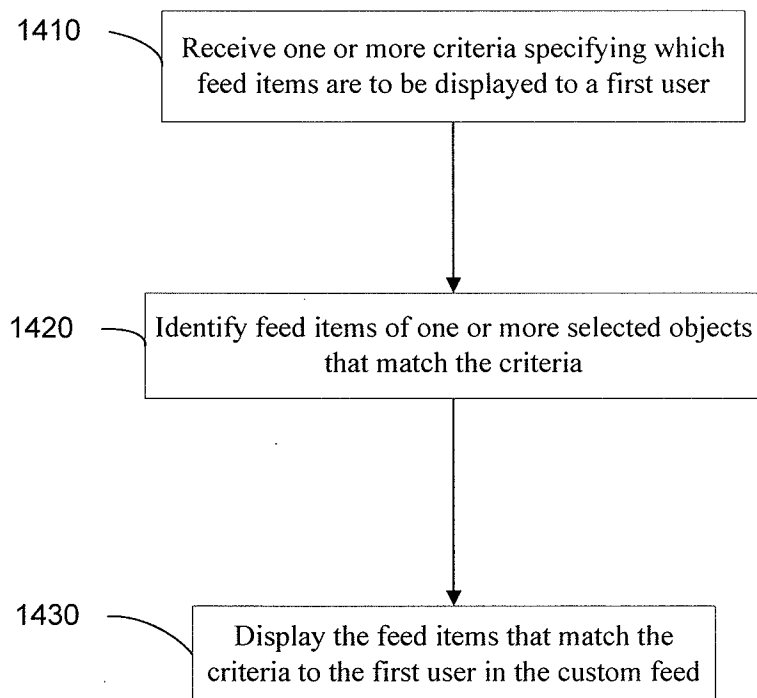 1410
Receive one or more criteria specifying which
feed items are to be displayed to a first user
1420
Identify feed items of one or more selected objects
that match the criteria
1430
Display the feed items that match the
criteria to the first user in the custom feed